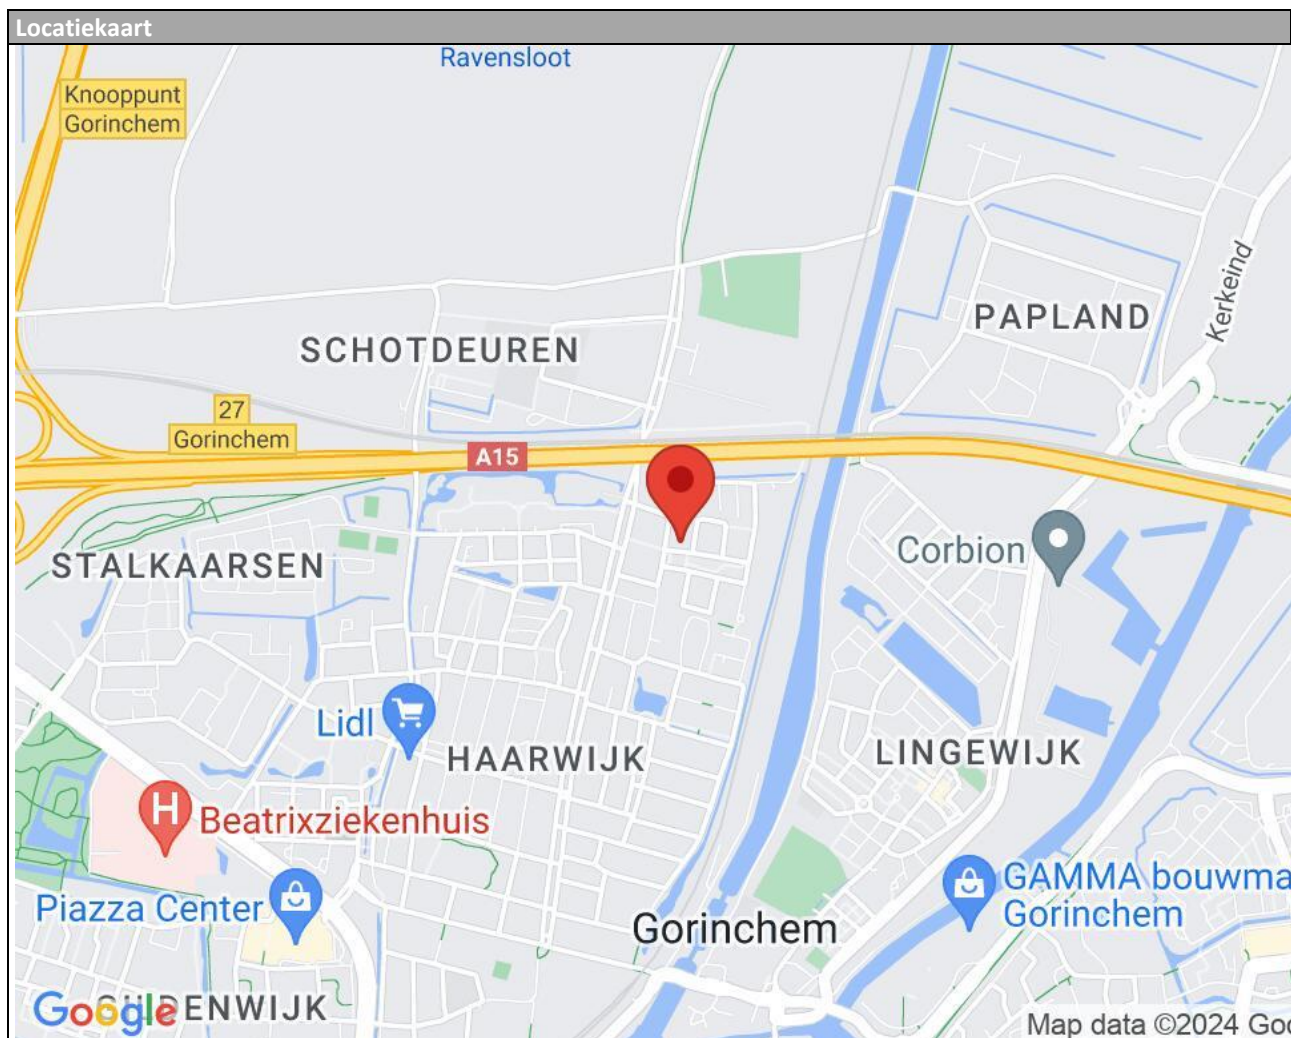 Locatiekaart
Ravensloot
Knooppunt
Gorinchem
Kerkeind
PAPLAND
SCHOTDEUREN
27
Gorinchem
A15
Corbion
STALKAARSEN
Lidl
HAARWIJK
LINGEWIJK
H
Beatrixziekenhuis
GAMMA bouwma
Piazza Center
Gorinchem
Gorinchem
Google
ENWIJK
Map data ©2024 Goo